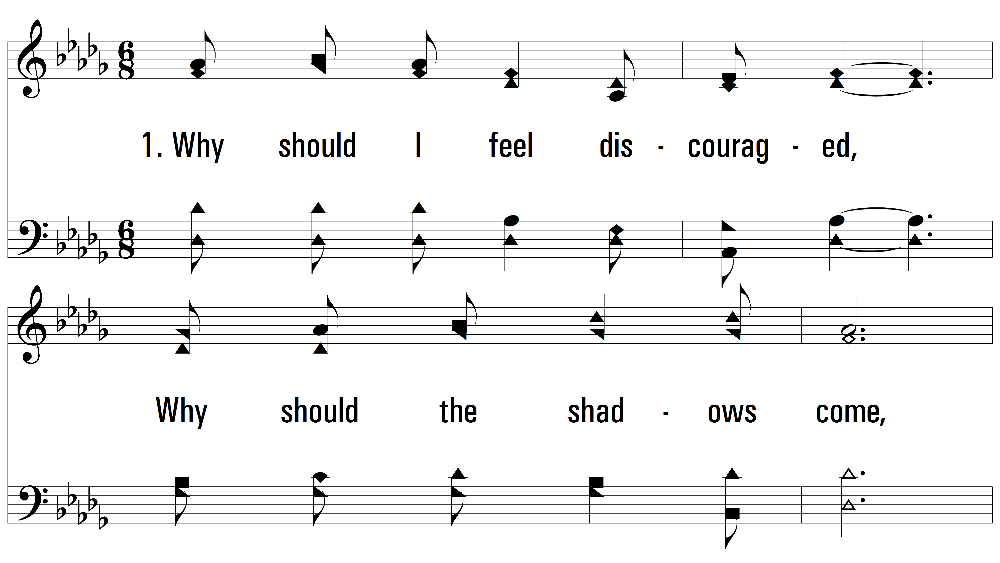 1. Why should I feel dis - courag - ed,
Why should the shad - ows come,